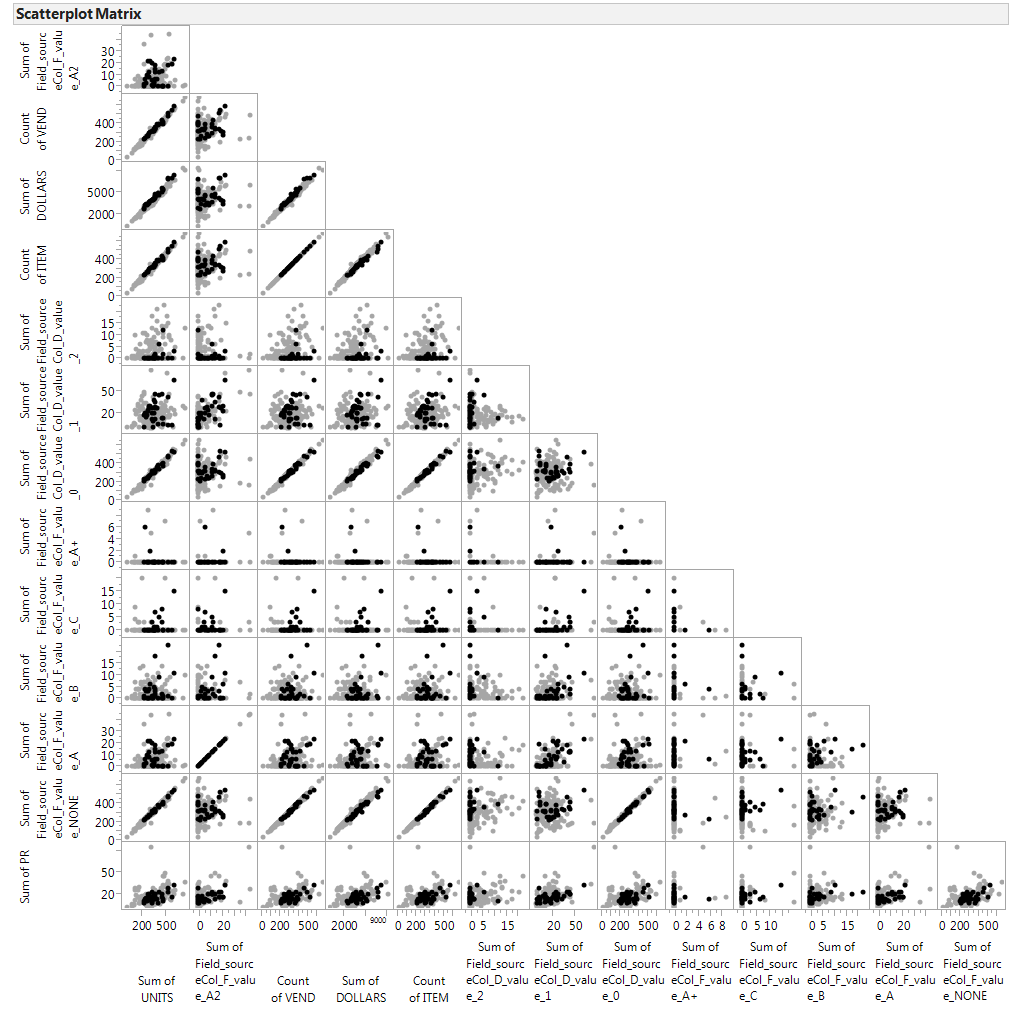 Scatterplot Matrix
Sum of
Field_sourc
eCol_F_valu
e_A2
30
20
10
0
Count
of VEND
400
200
0
Sum of
DOLLARS
5000
2000
Count
of ITEM
400
200
0
Sum of
Field_source
Col_D_value
_2
15
10
5
0
Sum of
Field_source
Col_D_value
_1
50
20
Sum of
Field_source
Col_D_value
_0
400
200
0
Sum of
Field_sourc
eCol_F_valu
e_A+
6
4
2
0
Sum of
Field_sourc
eCol_F_valu
e_C
15
10
5
0
Sum of
Field_sourc
eCol_F_valu
e_B
15
10
5
0
Sum of
Field_sourc
eCol_F_valu
e_A
30
20
10
0
Sum of
Field_sourc
eCol_F_valu
e_NONE
400
200
0
Sum of PR
50
20
200 500
0 20
0 200 500
2000 9000
0 200 500
0 5 15
20 50
0 200 500
0 2 4 6 8
0 5 10
0 5 15
0 20
0 200 500
Sum of
UNITS
Sum of
Field_sourc
eCol_F_valu
e_A2
Count
of VEND
Sum of
DOLLARS
Count
of ITEM
Sum of
Field_sourc
eCol_D_valu
e_2
Sum of
Field_sourc
eCol_D_valu
e_1
Sum of
Field_sourc
eCol_D_valu
e_0
Sum of
Field_sourc
eCol_F_valu
e_A+
Sum of
Field_sourc
eCol_F_valu
e_C
Sum of
Field_sourc
eCol_F_valu
e_B
Sum of
Field_sourc
eCol_F_valu
e_A
Sum of
Field_sourc
eCol_F_valu
e_NONE